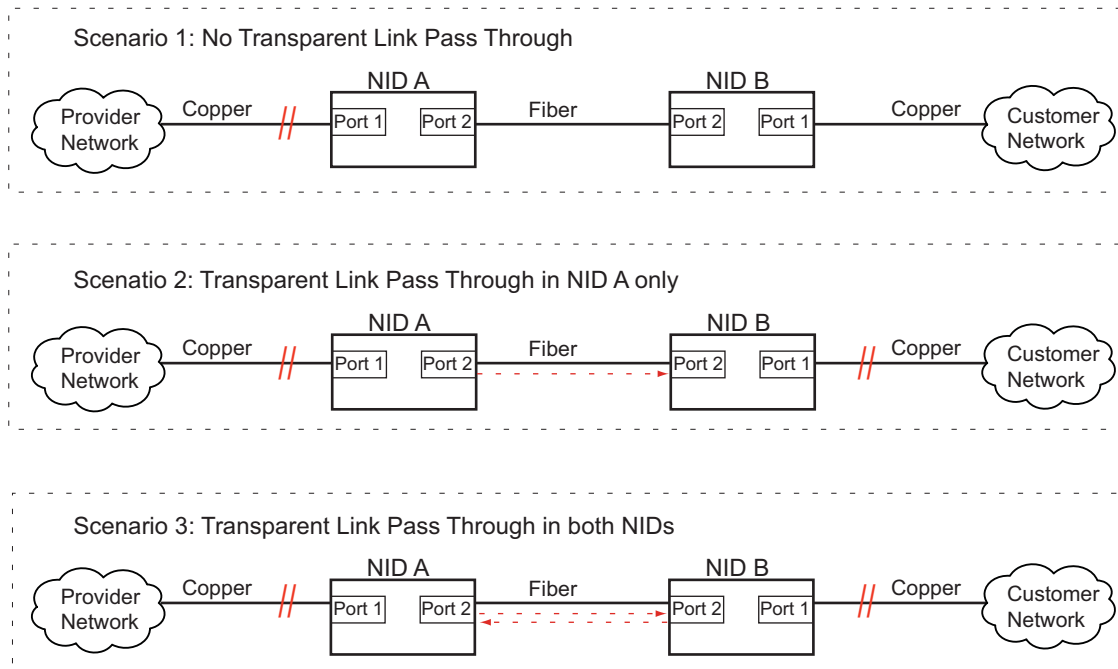 Scenario 1: No Transparent Link Pass Through
NID A
NID B
Provider
Network
Copper
Port 1
Port 2
Fiber
Port 2
Port 1
Copper
Customer
Network
Scenatio 2: Transparent Link Pass Through in NID A only
NID A
NID B
Provider
Network
Copper
Port 1
Port 2
Fiber
Port 2
Port 1
Copper
Customer
Network
Scenario 3: Transparent Link Pass Through in both NIDs
NID A
NID B
Provider
Network
Copper
Port 1
Port 2
Fiber
Port 2
Port 1
Copper
Customer
Network